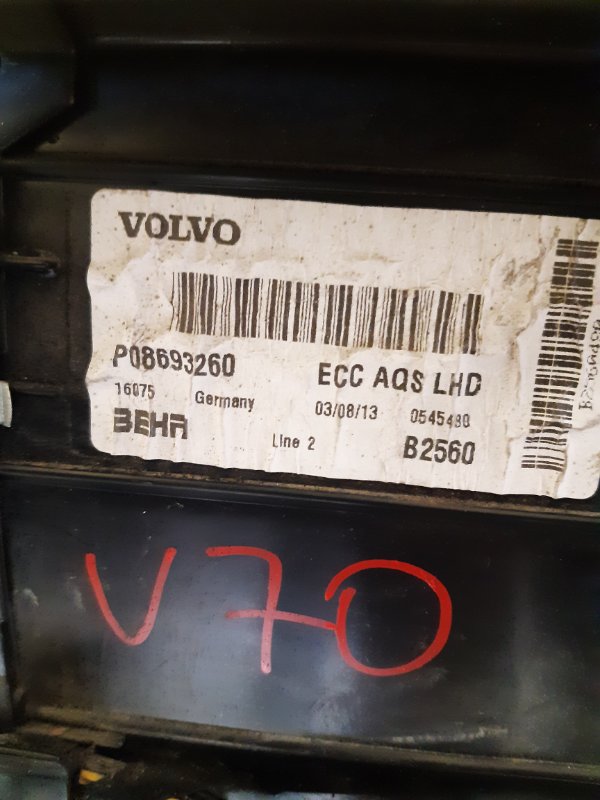 VOLVO
P08693260 ECC AQS LHD
16075 Germany 03/08/13 0545480
BEHR Line 2 B2560
V70